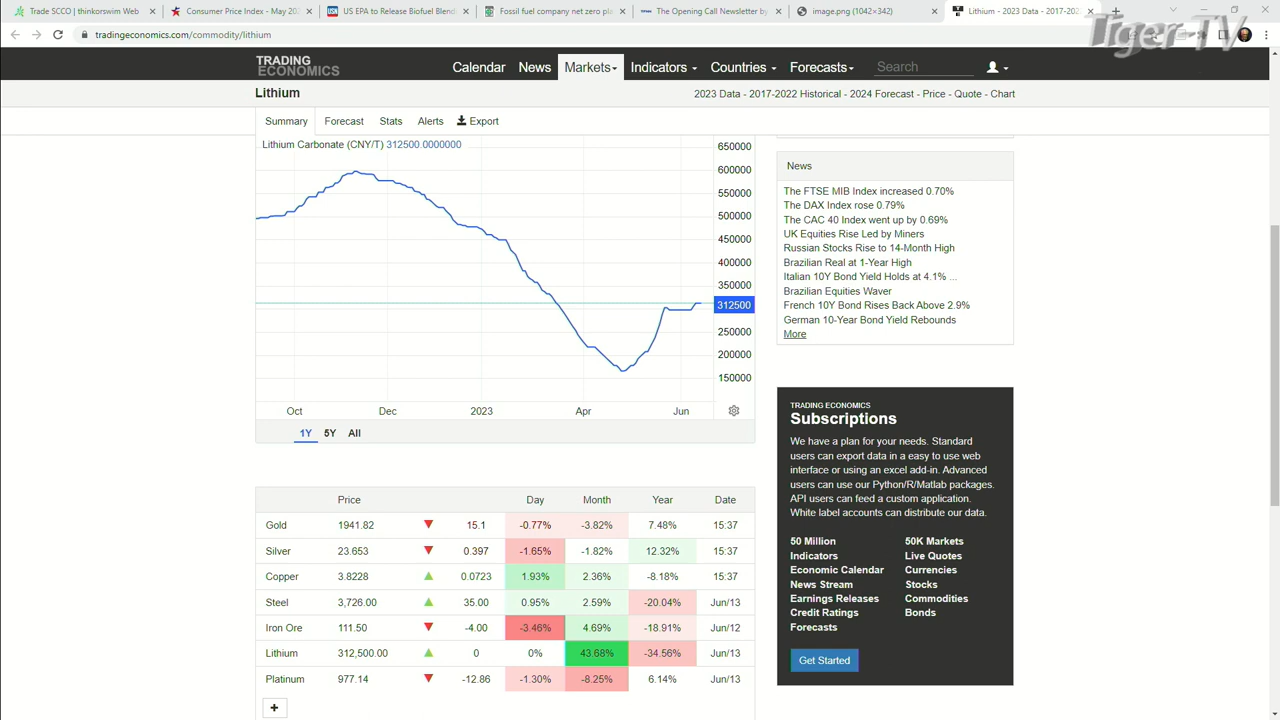 Trade SCCO | thinkorswim Web
Consumer Price Index - May 202
US EPA to Release Biofuel Blend
Fossil fuel company net zero pla
The Opening Call Newsletter by
image.png (1042×342)
Lithium - 2023 Data - 2017-202
tradingeconomics.com/commodity/lithium
Tiger-TV
TRADING
ECONOMICS
Calendar News Markets Indicators Countries Forecasts Search
Lithium
2023 Data - 2017-2022 Historical - 2024 Forecast - Price - Quote - Chart
Summary Forecast Stats Alerts Export
Lithium Carbonate (CNY/T) 312500.0000000
650000
600000
550000
500000
450000
400000
350000
312500
250000
200000
150000
Oct Dec 2023 Apr Jun
1Y 5Y All
News
The FTSE MIB Index increased 0.70%
The DAX Index rose 0.79%
The CAC 40 Index went up by 0.69%
UK Equities Rise Led by Miners
Russian Stocks Rise to 14-Month High
Brazilian Real at 1-Year High
Italian 10Y Bond Yield Holds at 4.1% ...
Brazilian Equities Waver
French 10Y Bond Rises Back Above 2.9%
German 10-Year Bond Yield Rebounds
More
Price Day Month Year Date
Gold 1941.82 15.1 -0.77% -3.82% 7.48% 15:37
Silver 23.653 0.397 -1.65% -1.82% 12.32% 15:37
Copper 3.8228 0.0723 1.93% 2.36% -8.18% 15:37
Steel 3,726.00 35.00 0.95% 2.59% -20.04% Jun/13
Iron Ore 111.50 -4.00 -3.46% 4.69% -18.91% Jun/12
Lithium 312,500.00 0 0% 43.68% -34.56% Jun/13
Platinum 977.14 -12.86 -1.30% -8.25% 6.14% Jun/13
+
TRADING ECONOMICS
Subscriptions
We have a plan for your needs. Standard
users can export data in a easy to use web
interface or using an excel add-in. Advanced
users can use our Python/R/Matlab packages.
API users can feed a custom application.
White label accounts can distribute our data.
50 Million 50K Markets
Indicators Live Quotes
Economic Calendar Currencies
News Stream Stocks
Earnings Releases Commodities
Credit Ratings Bonds
Forecasts
Get Started